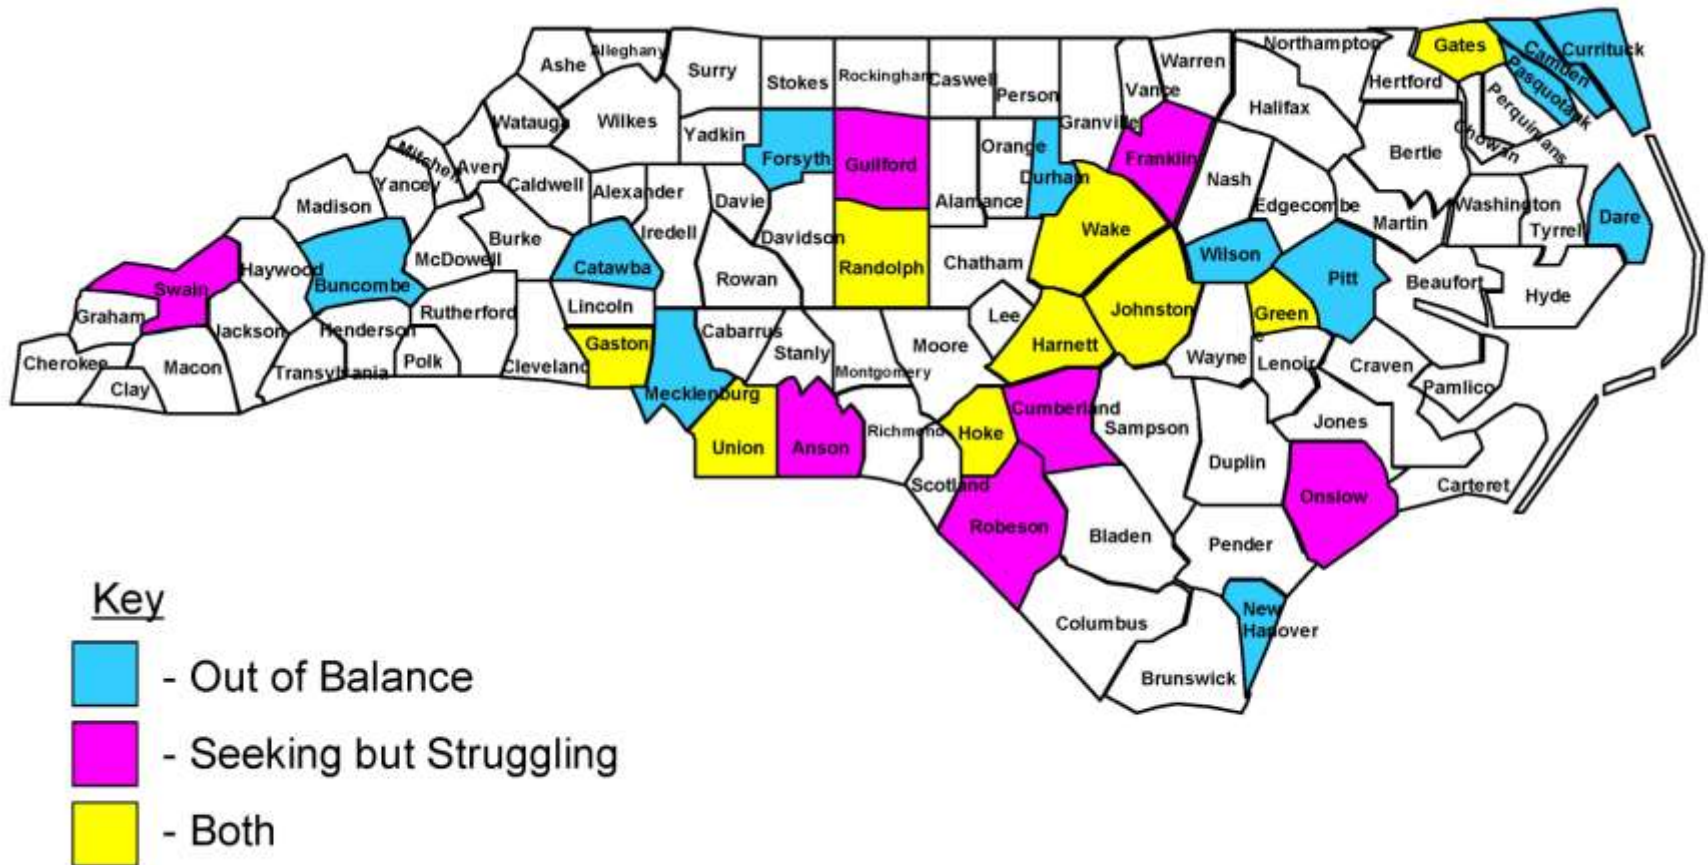 Ashe
Alleghany
Surry
Stokes
Rockingham
Caswell
Person
Granville
Vance
Warren
Northampton
Hertford
Gates
Camden
Currituck
Pasquotank
Perquimans
Chowan
Halifax
Bertie
Watauga
Wilkes
Yadkin
Forsyth
Guilford
Alamance
Orange
Durham
Franklin
Nash
Edgecombe
Martin
Washington
Tyrrell
Dare
Mitchell
Avery
Yancey
Caldwell
Alexander
Davie
Iredell
Madison
Burke
McDowell
Catawba
Rowan
Davidson
Randolph
Chatham
Wake
Wilson
Pitt
Beaufort
Hyde
Haywood
Buncombe
Swain
Graham
Jackson
Henderson
Rutherford
Lincoln
Gaston
Cabarrus
Stanly
Moore
Lee
Harnett
Johnston
Green
e
Wayne
Lenoir
Craven
Pamlico
Cherokee
Clay
Macon
Transylvania
Polk
Cleveland
Mecklenburg
Montgomery
Union
Anson
Richmond
Hoke
Cumberland
Sampson
Duplin
Jones
Scotland
Robeson
Bladen
Pender
Onslow
Carteret
Columbus
New
Hanover
Brunswick
Key
- Out of Balance
- Seeking but Struggling
- Both